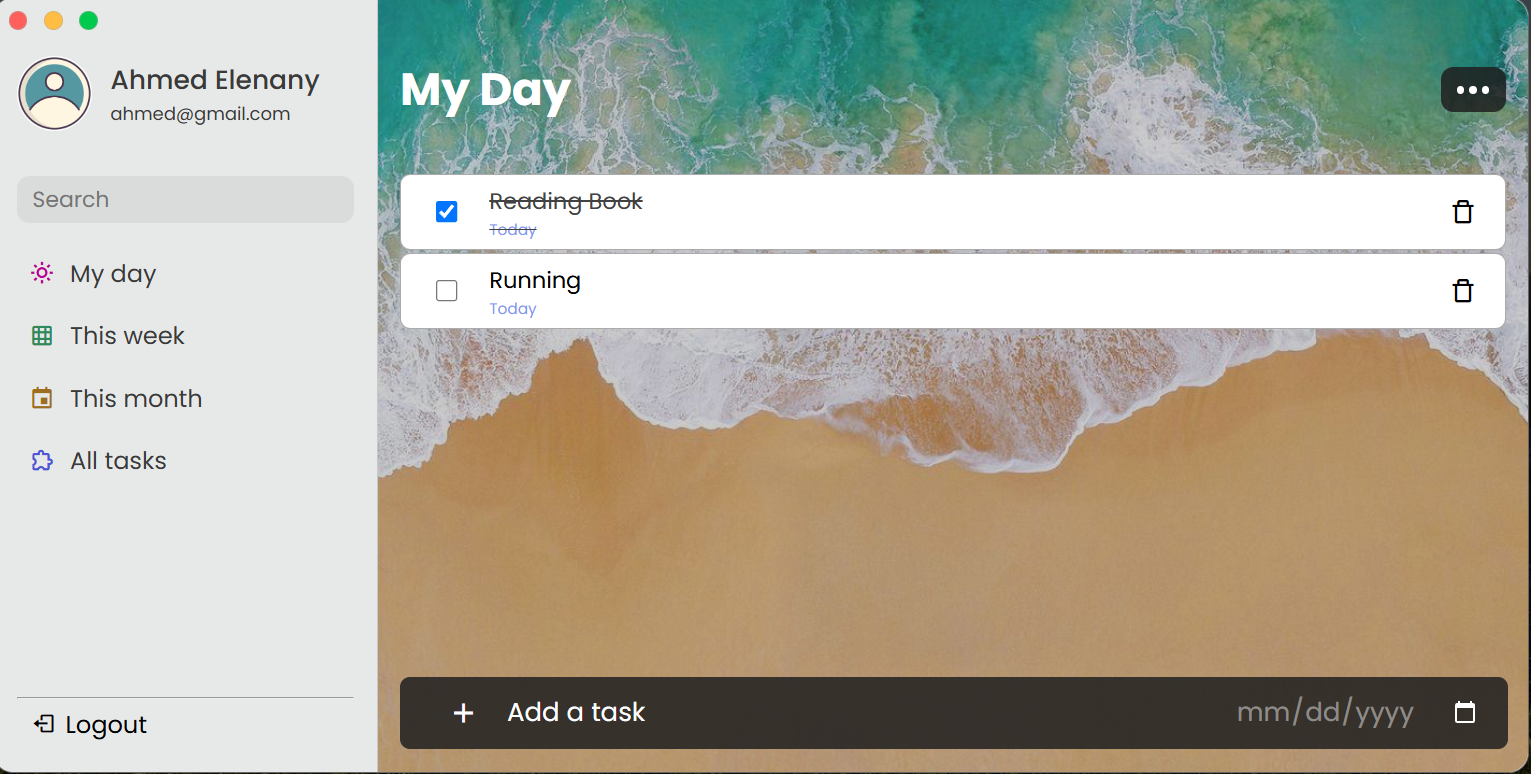 Ahmed Elenany
ahmed@gmail.com
Search
My day
This week
This month
All tasks
Logout
My Day
Reading Book
Today
Running
Today
Add a task
mm/dd/yyyy